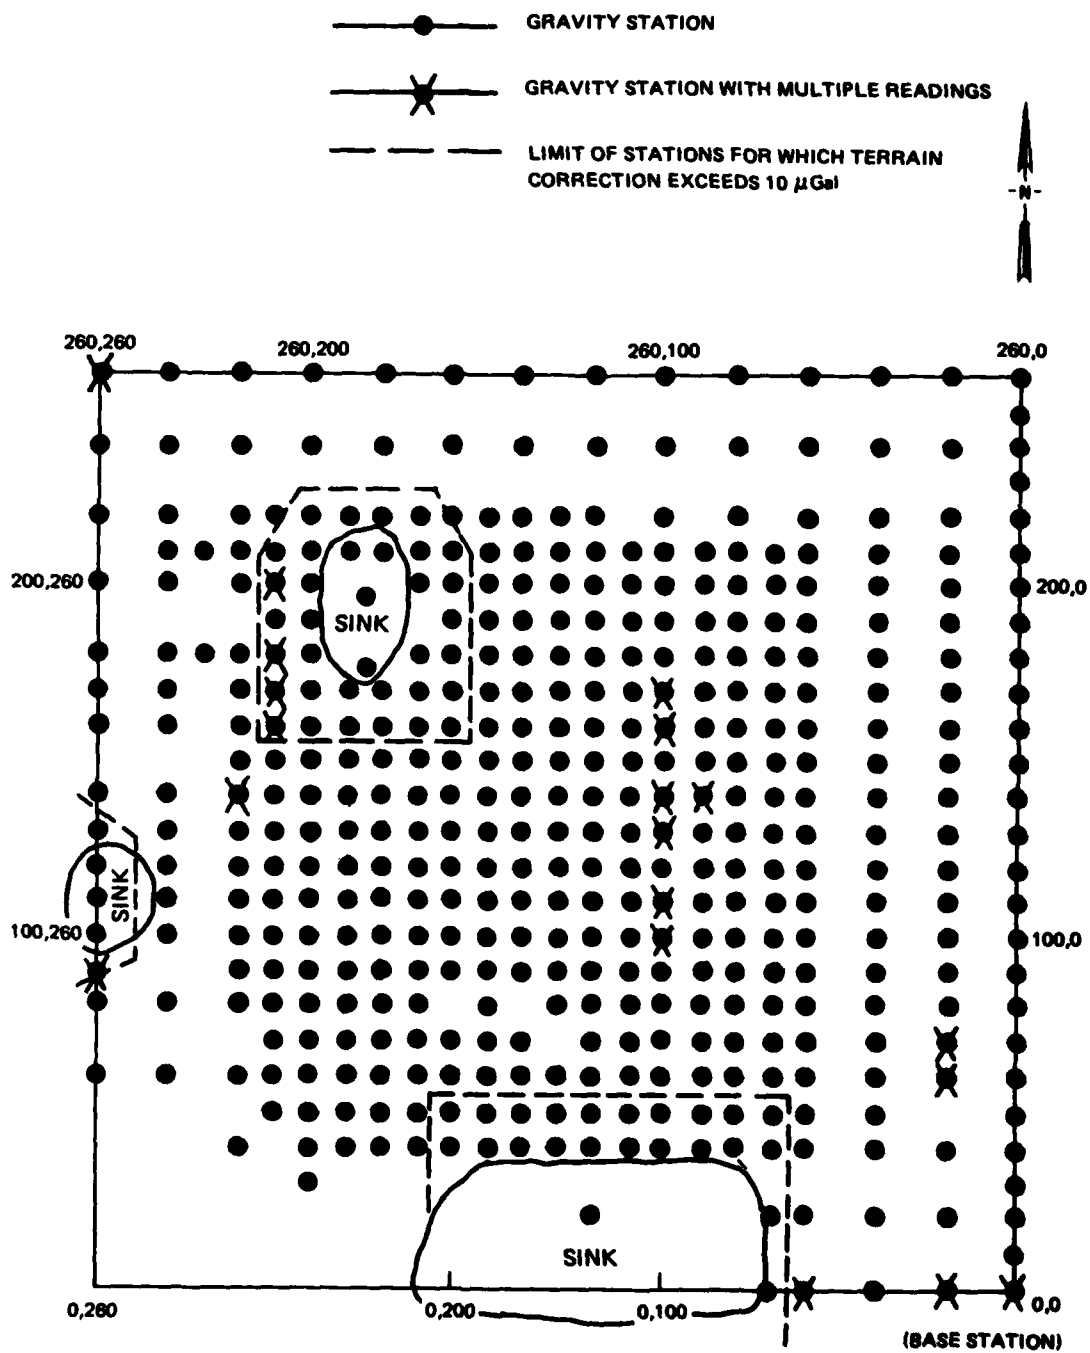 GRAVITY STATION
GRAVITY STATION WITH MULTIPLE READINGS
LIMIT OF STATIONS FOR WHICH TERRAIN
CORRECTION EXCEEDS 10 μGal
-N-
260,260
260,200
260,100
260,0
200,260
SINK
200,0
SINK
100,260
100,0
SINK
0,260
0,200
0,100
0,0
(BASE STATION)